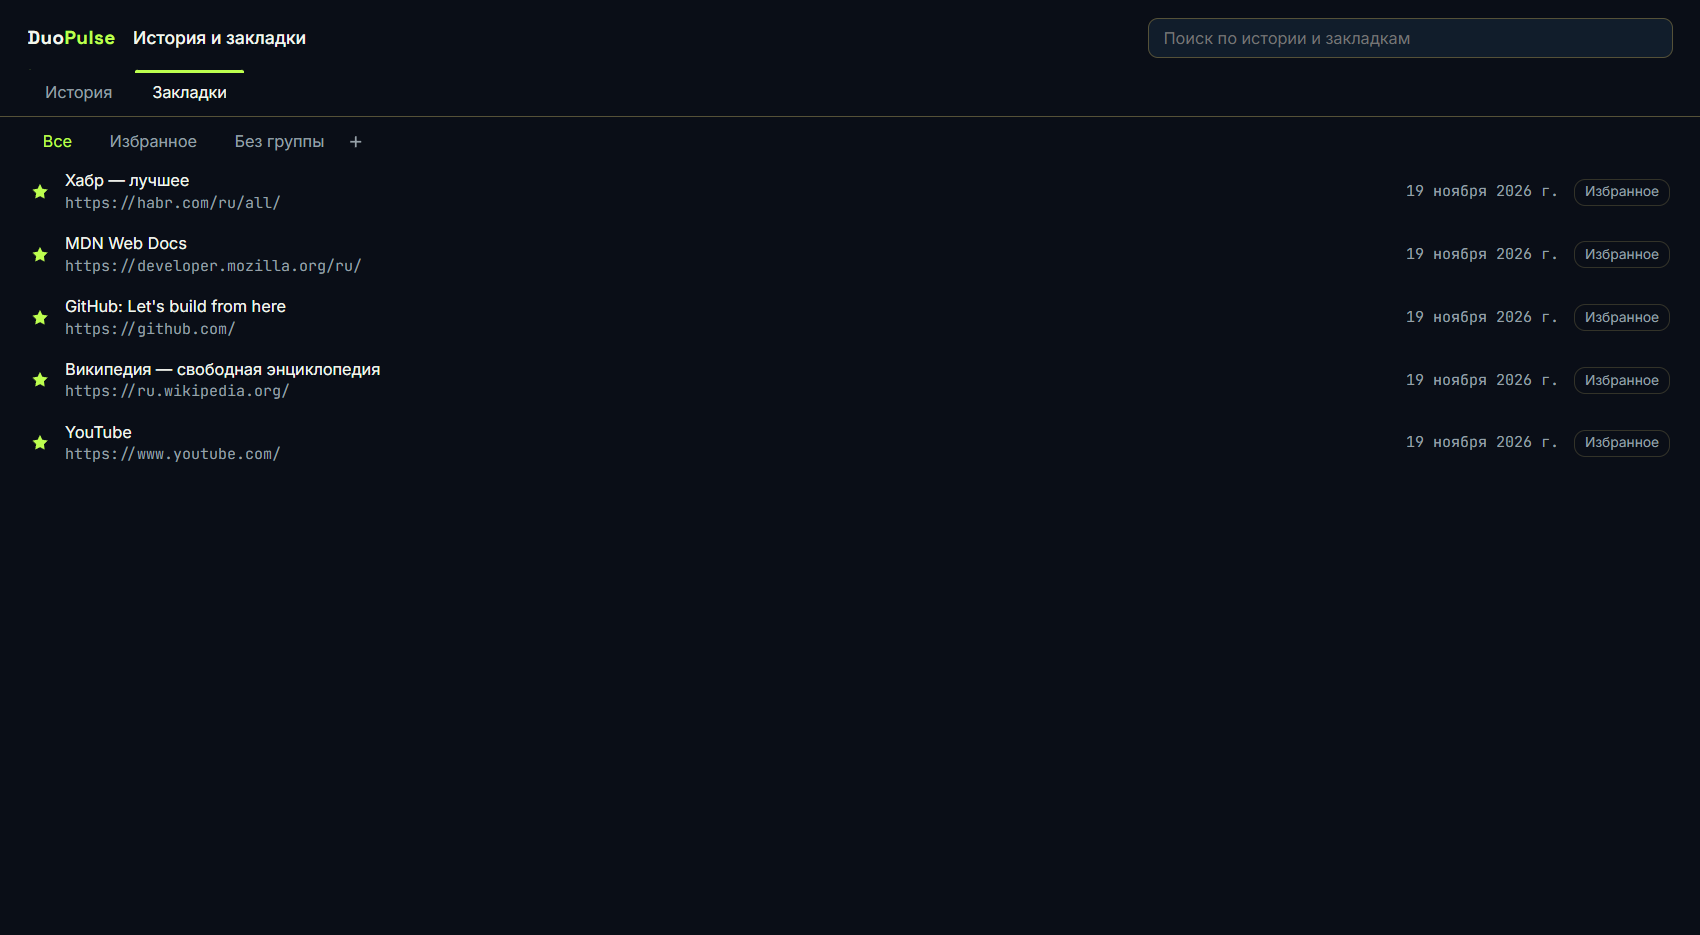 DuoPulse История и закладки
Поиск по истории и закладкам
История Закладки
Все Избранное Без группы +
Хабр — лучшее
https://habr.com/ru/all/
19 ноября 2026 г. Избранное
MDN Web Docs
https://developer.mozilla.org/ru/
19 ноября 2026 г. Избранное
GitHub: Let's build from here
https://github.com/
19 ноября 2026 г. Избранное
Википедия — свободная энциклопедия
https://ru.wikipedia.org/
19 ноября 2026 г. Избранное
YouTube
https://www.youtube.com/
19 ноября 2026 г. Избранное